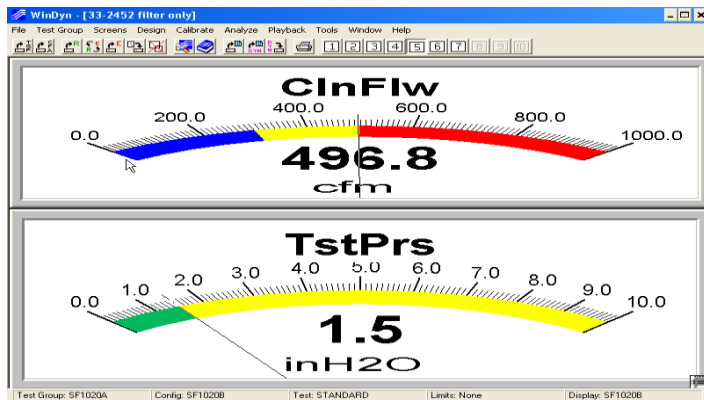 WinDyn - [33-2452 filter only]
File Test Group Screens Design Calibrate Analyze Playback Tools Window Help
1 2 3 4 5 6 7 8 9 10
ClnFlw
0.0 200.0 400.0 600.0 800.0 1000.0
496.8
cfm
TstPrs
0.0 1.0 2.0 3.0 4.0 5.0 6.0 7.0 8.0 9.0 10.0
1.5
inH2O
Test Group: SF1020A Config: SF1020B Test: STANDARD Limits: None Display: SF1020B